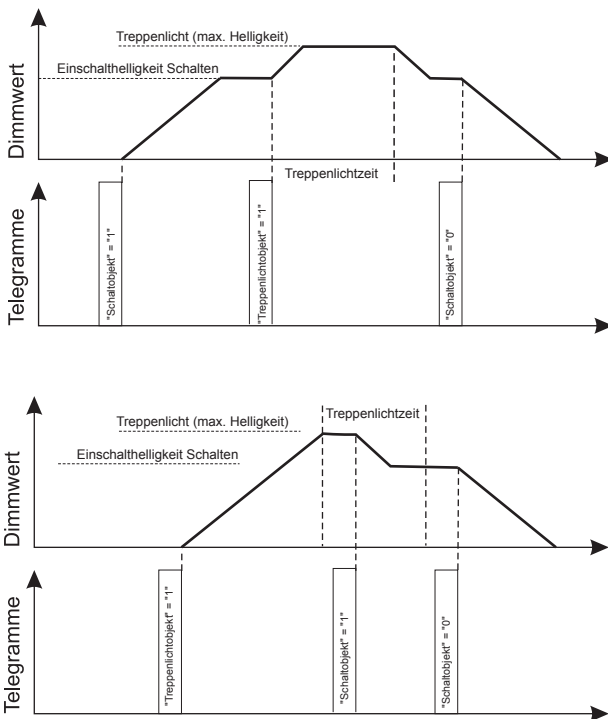 Treppenlicht (max. Helligkeit)
Einschalthelligkeit Schalten
Dimmwert
Treppenlichtzeit
Telegramme
"Schaltobjekt" = "1"
"Treppenlichtobjekt" = "1"
"Schaltobjekt" = "0"
Treppenlicht (max. Helligkeit)
Treppenlichtzeit
Einschalthelligkeit Schalten
Dimmwert
Telegramme
"Treppenlichtobjekt" = "1"
"Schaltobjekt" = "1"
"Schaltobjekt" = "0"